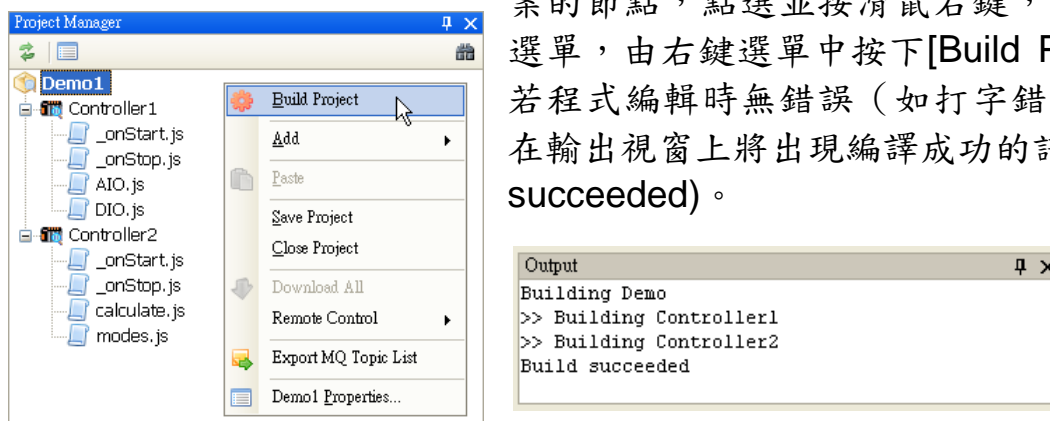 Project Manager
Demo1
Controller1
_onStart.js
_onStop.js
AIO.js
DIO.js
Controller2
_onStart.js
_onStop.js
calculate.js
modes.js
Build Project
Add
Paste
Save Project
Close Project
Download All
Remote Control
Export MQ Topic List
Demo1 Properties...
案的節點，點選並按滑鼠右鍵，
選單，由右鍵選單中按下[Build
若程式編輯時無錯誤（如打字錯
在輸出視窗上將出現編譯成功的
succeeded)。
Output
Building Demo
>> Building Controller1
>> Building Controller2
Build succeeded